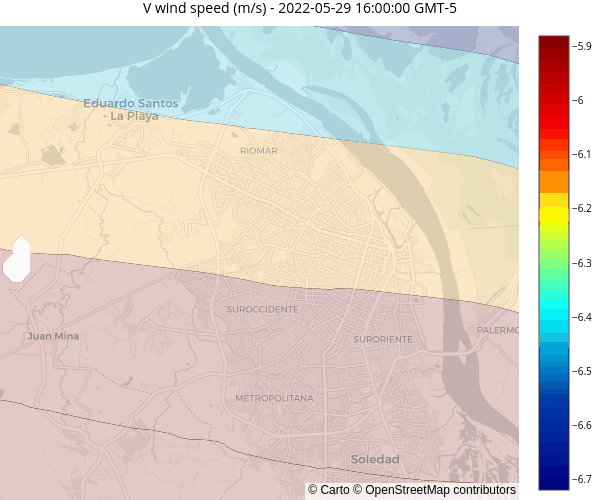 V wind speed (m/s) - 2022-05-29 16:00:00 GMT-5
Eduardo Santos
- La Playa
RIOMAR
SUROCCIDENTE
Juan Mina
SURORIENTE
PALERMO
METROPOLITANA
Soledad
© Carto © OpenStreetMap contributors
−5.9
−6
−6.1
−6.2
−6.3
−6.4
−6.5
−6.6
−6.7